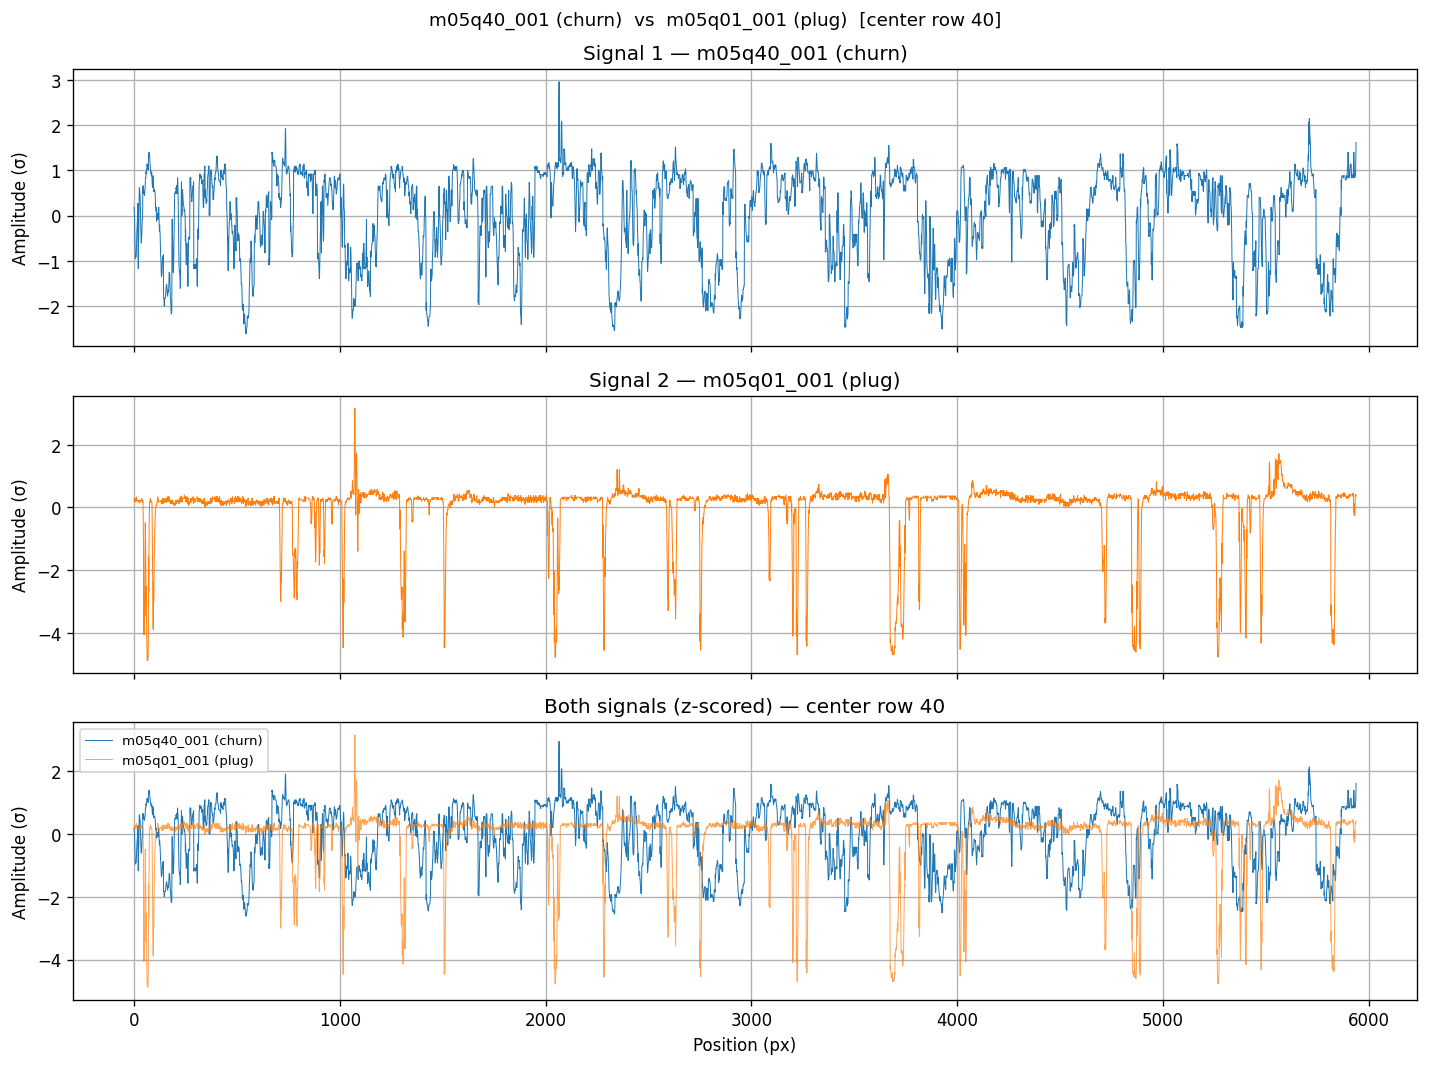 m05q40_001 (churn)  vs  m05q01_001 (plug)  [center row 40]
Signal 1 — m05q40_001 (churn)
Amplitude (σ)
3
2
1
0
−1
−2
Signal 2 — m05q01_001 (plug)
Amplitude (σ)
2
0
−2
−4
Both signals (z-scored) — center row 40
m05q40_001 (churn)
m05q01_001 (plug)
Amplitude (σ)
2
0
−2
−4
0 1000 2000 3000 4000 5000 6000
Position (px)